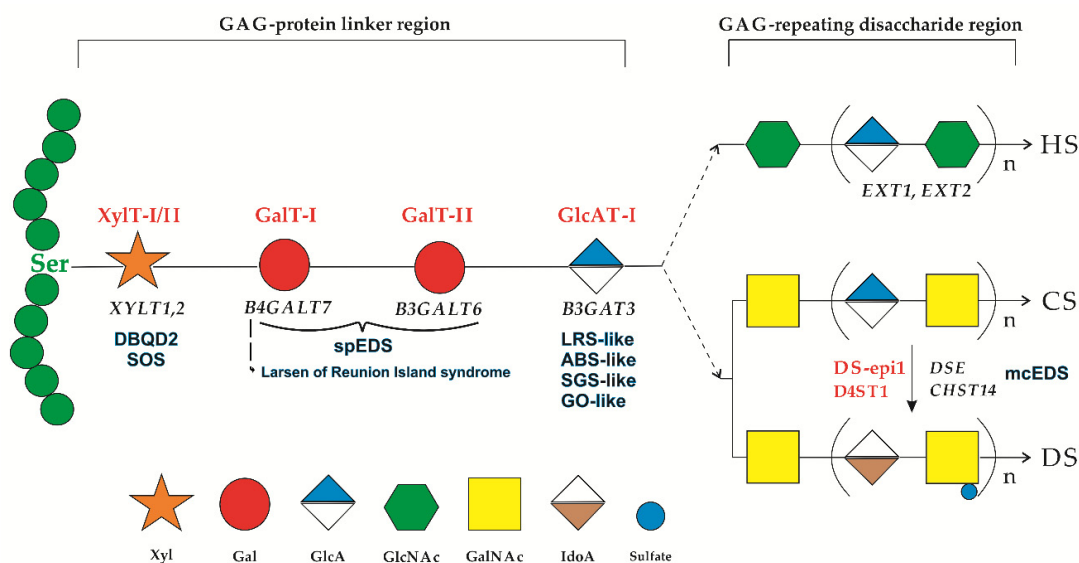 GAG-protein linker region
GAG-repeating disaccharide region
HS
n
EXT1, EXT2
XylT-I/II
GalT-I
GalT-II
GlcAT-I
Ser
XYLT1,2
B4GALT7
B3GALT6
B3GAT3
DBQD2
SOS
spEDS
Larsen of Reunion Island syndrome
LRS-like
ABS-like
SGS-like
GO-like
CS
n
DS-epi1
D4ST1
DSE
CHST14
mcEDS
DS
n
Xyl
Gal
GlcA
GlcNAc
GalNAc
IdoA
Sulfate